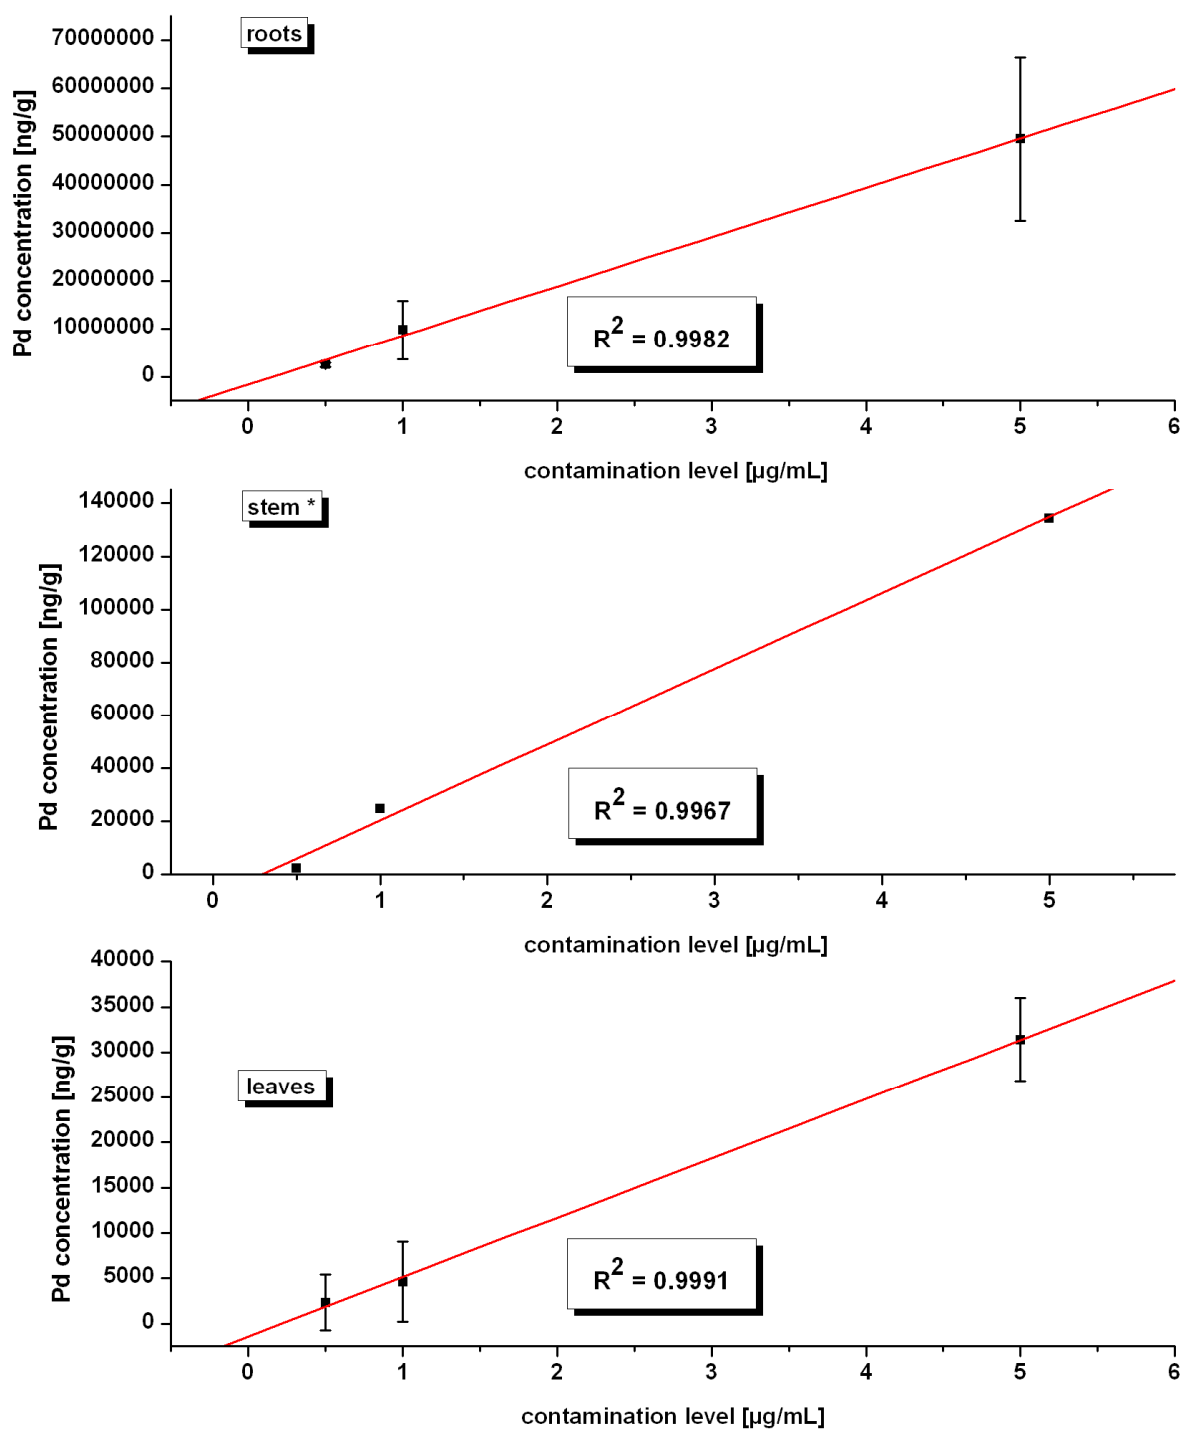 roots
Pd concentration [ng/g]
70000000
60000000
50000000
40000000
30000000
20000000
10000000
0
R² = 0.9982
0 1 2 3 4 5 6
contamination level [µg/mL]
stem *
Pd concentration [ng/g]
140000
120000
100000
80000
60000
40000
20000
0
R² = 0.9967
0 1 2 3 4 5
contamination level [µg/mL]
leaves
Pd concentration [ng/g]
40000
35000
30000
25000
20000
15000
10000
5000
0
R² = 0.9991
0 1 2 3 4 5 6
contamination level [µg/mL]